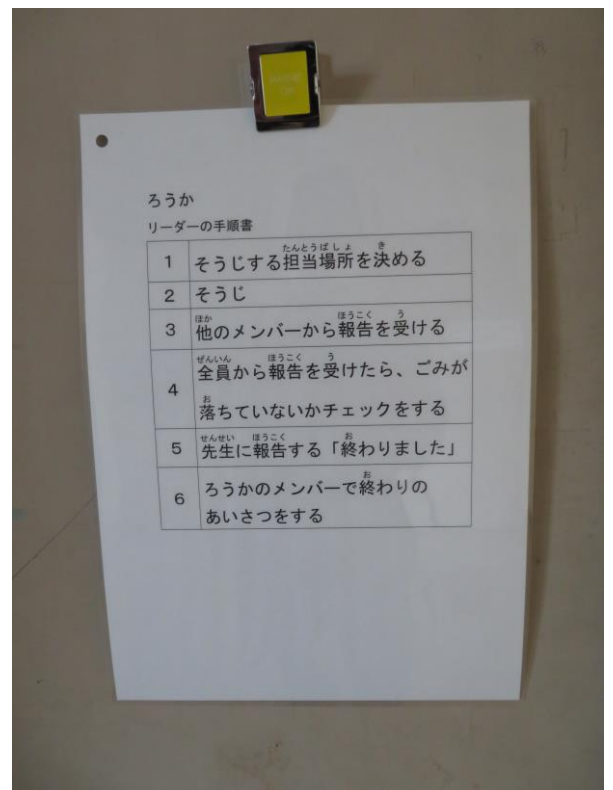 ろうか
リーダーの手順書
1 そうじする担当場所を決める
2 そうじ
3 他のメンバーから報告を受ける
4 全員から報告を受けたら、ごみが
落ちていないかチェックをする
5 先生に報告する「終わりました」
6 ろうかのメンバーで終わりの
あいさつをする